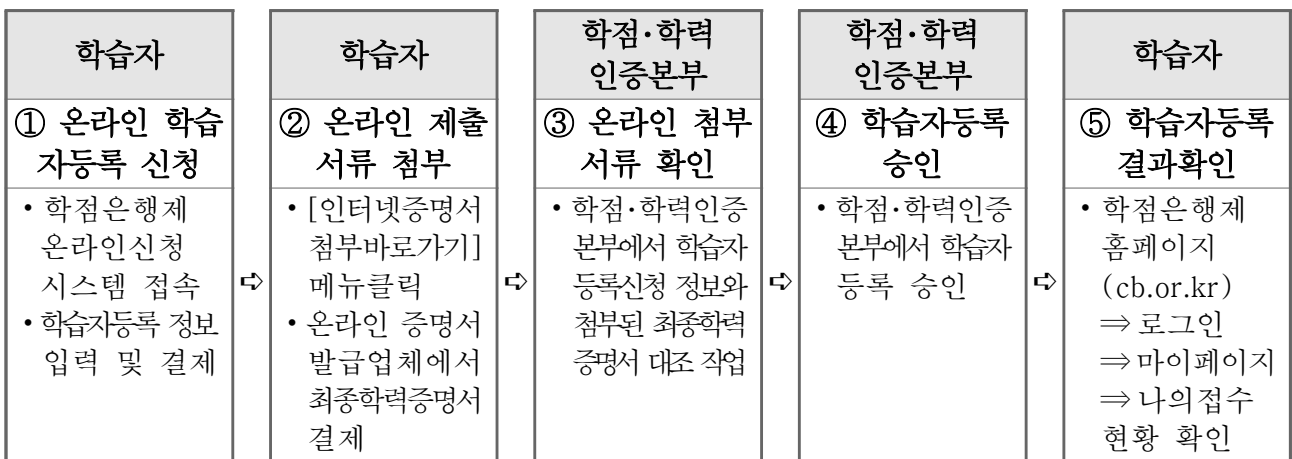 학습자
① 온라인 학습
자등록 신청
• 학점은행제
온라인신청
시스템 접속
• 학습자등록 정보
입력 및 결제
⇨
학습자
② 온라인 제출
서류 첨부
• [인터넷증명서
첨부바로가기]
메뉴클릭
• 온라인 증명서
발급업체에서
최종학력증명서
결제
⇨
학점·학력
인증본부
③ 온라인 첨부
서류 확인
• 학점·학력인증
본부에서 학습자
등록신청 정보와
첨부된 최종학력
증명서 대조 작업
⇨
학점·학력
인증본부
④ 학습자등록
승인
• 학점·학력인증
본부에서 학습자
등록 승인
⇨
학습자
⑤ 학습자등록
결과확인
• 학점은행제
홈페이지
(cb.or.kr)
⇒ 로그인
⇒ 마이페이지
⇒ 나의접수
현황 확인